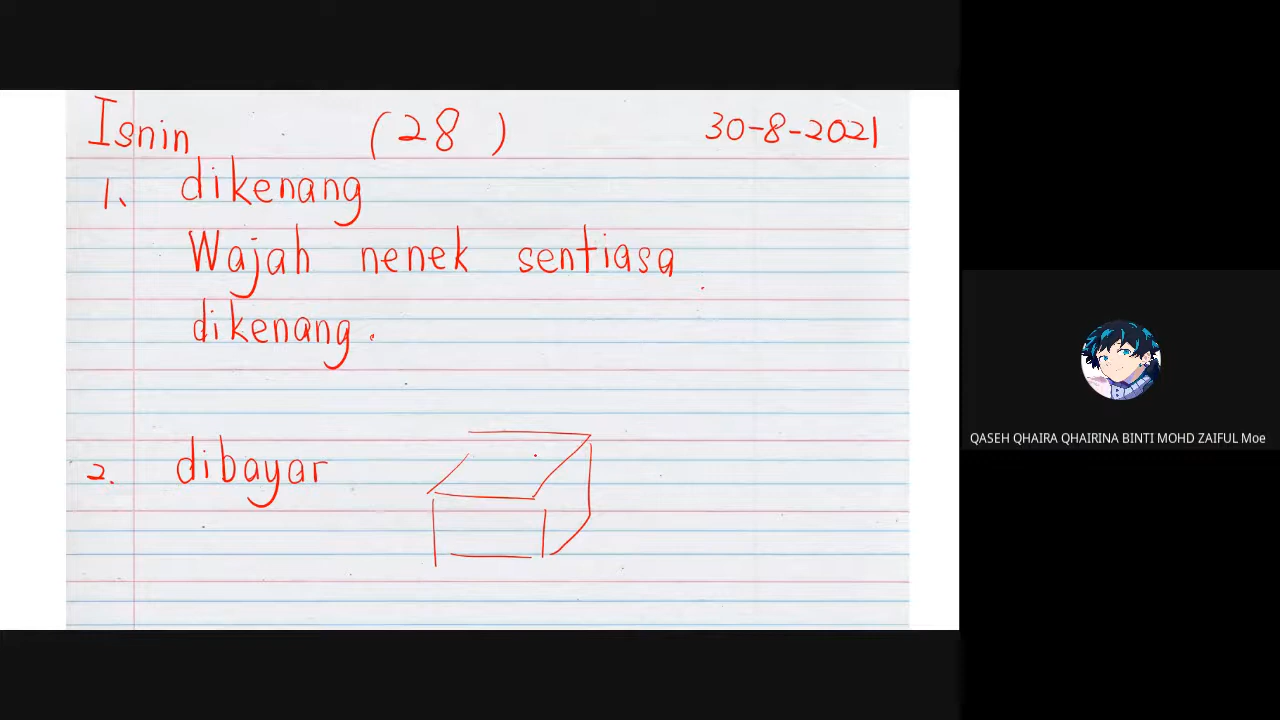 Isnin (28) 30-8-2021
1. dikenang
Wajah nenek sentiasa
dikenang.
2. dibayar
QASEH QHAIRA QHAIRINA BINTI MOHD ZAIFUL Moe